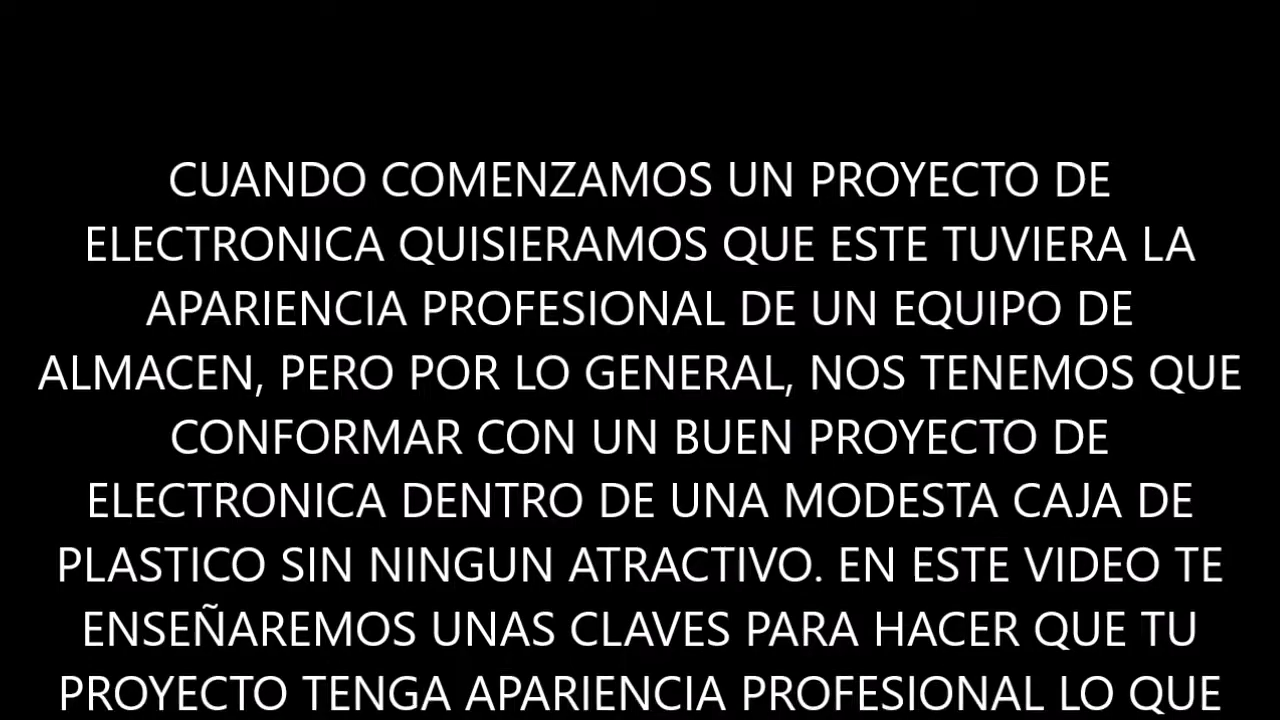 CUANDO COMENZAMOS UN PROYECTO DE
ELECTRONICA QUISIERAMOS QUE ESTE TUVIERA LA
APARIENCIA PROFESIONAL DE UN EQUIPO DE
ALMACEN, PERO POR LO GENERAL, NOS TENEMOS QUE
CONFORMAR CON UN BUEN PROYECTO DE
ELECTRONICA DENTRO DE UNA MODESTA CAJA DE
PLASTICO SIN NINGUN ATRACTIVO. EN ESTE VIDEO TE
ENSEÑAREMOS UNAS CLAVES PARA HACER QUE TU
PROYECTO TENGA APARIENCIA PROFESIONAL LO QUE